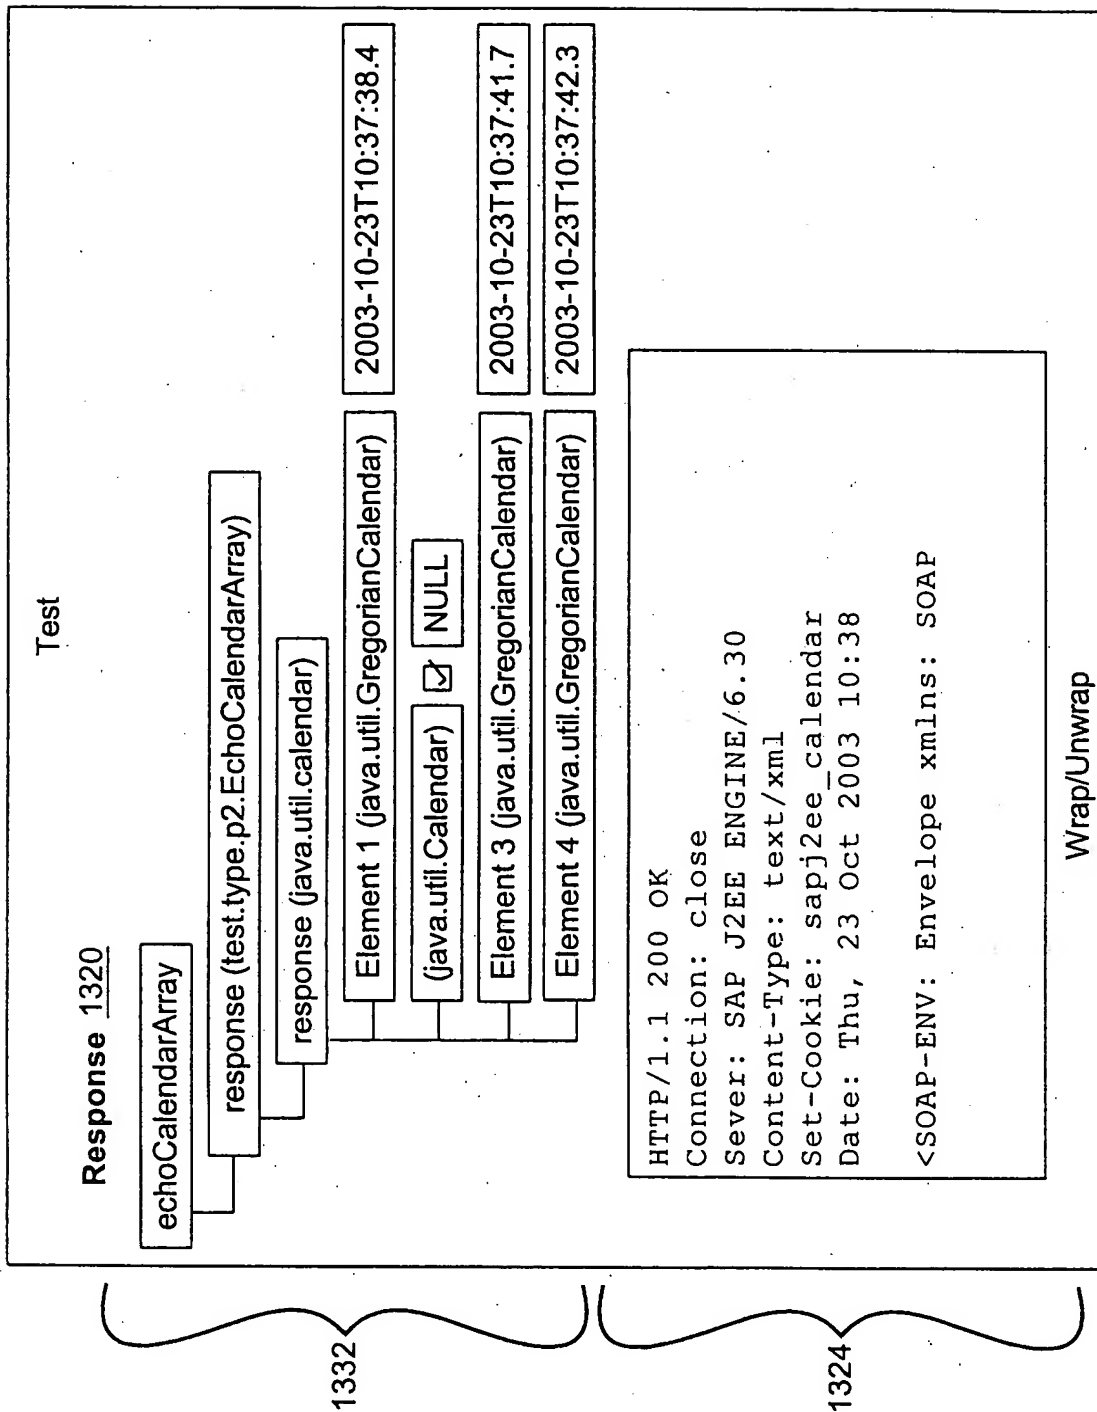 Test
Response 1320
echoCalendarArray
response (test.type.p2.EchoCalendarArray)
response (java.util.calendar)
Element 1 (java.util.GregorianCalendar) 2003-10-23T10:37:38.4
(java.util.Calendar) NULL
Element 3 (java.util.GregorianCalendar) 2003-10-23T10:37:41.7
Element 4 (java.util.GregorianCalendar) 2003-10-23T10:37:42.3
1332
HTTP/1.1 200 OK
Connection: close
Sever: SAP J2EE ENGINE/6.30
Content-Type: text/xml
Set-Cookie: sapj2ee_calendar
Date: Thu, 23 Oct 2003 10:38
<SOAP-ENV: Envelope xmlns: SOAP
1324
Wrap/Unwrap